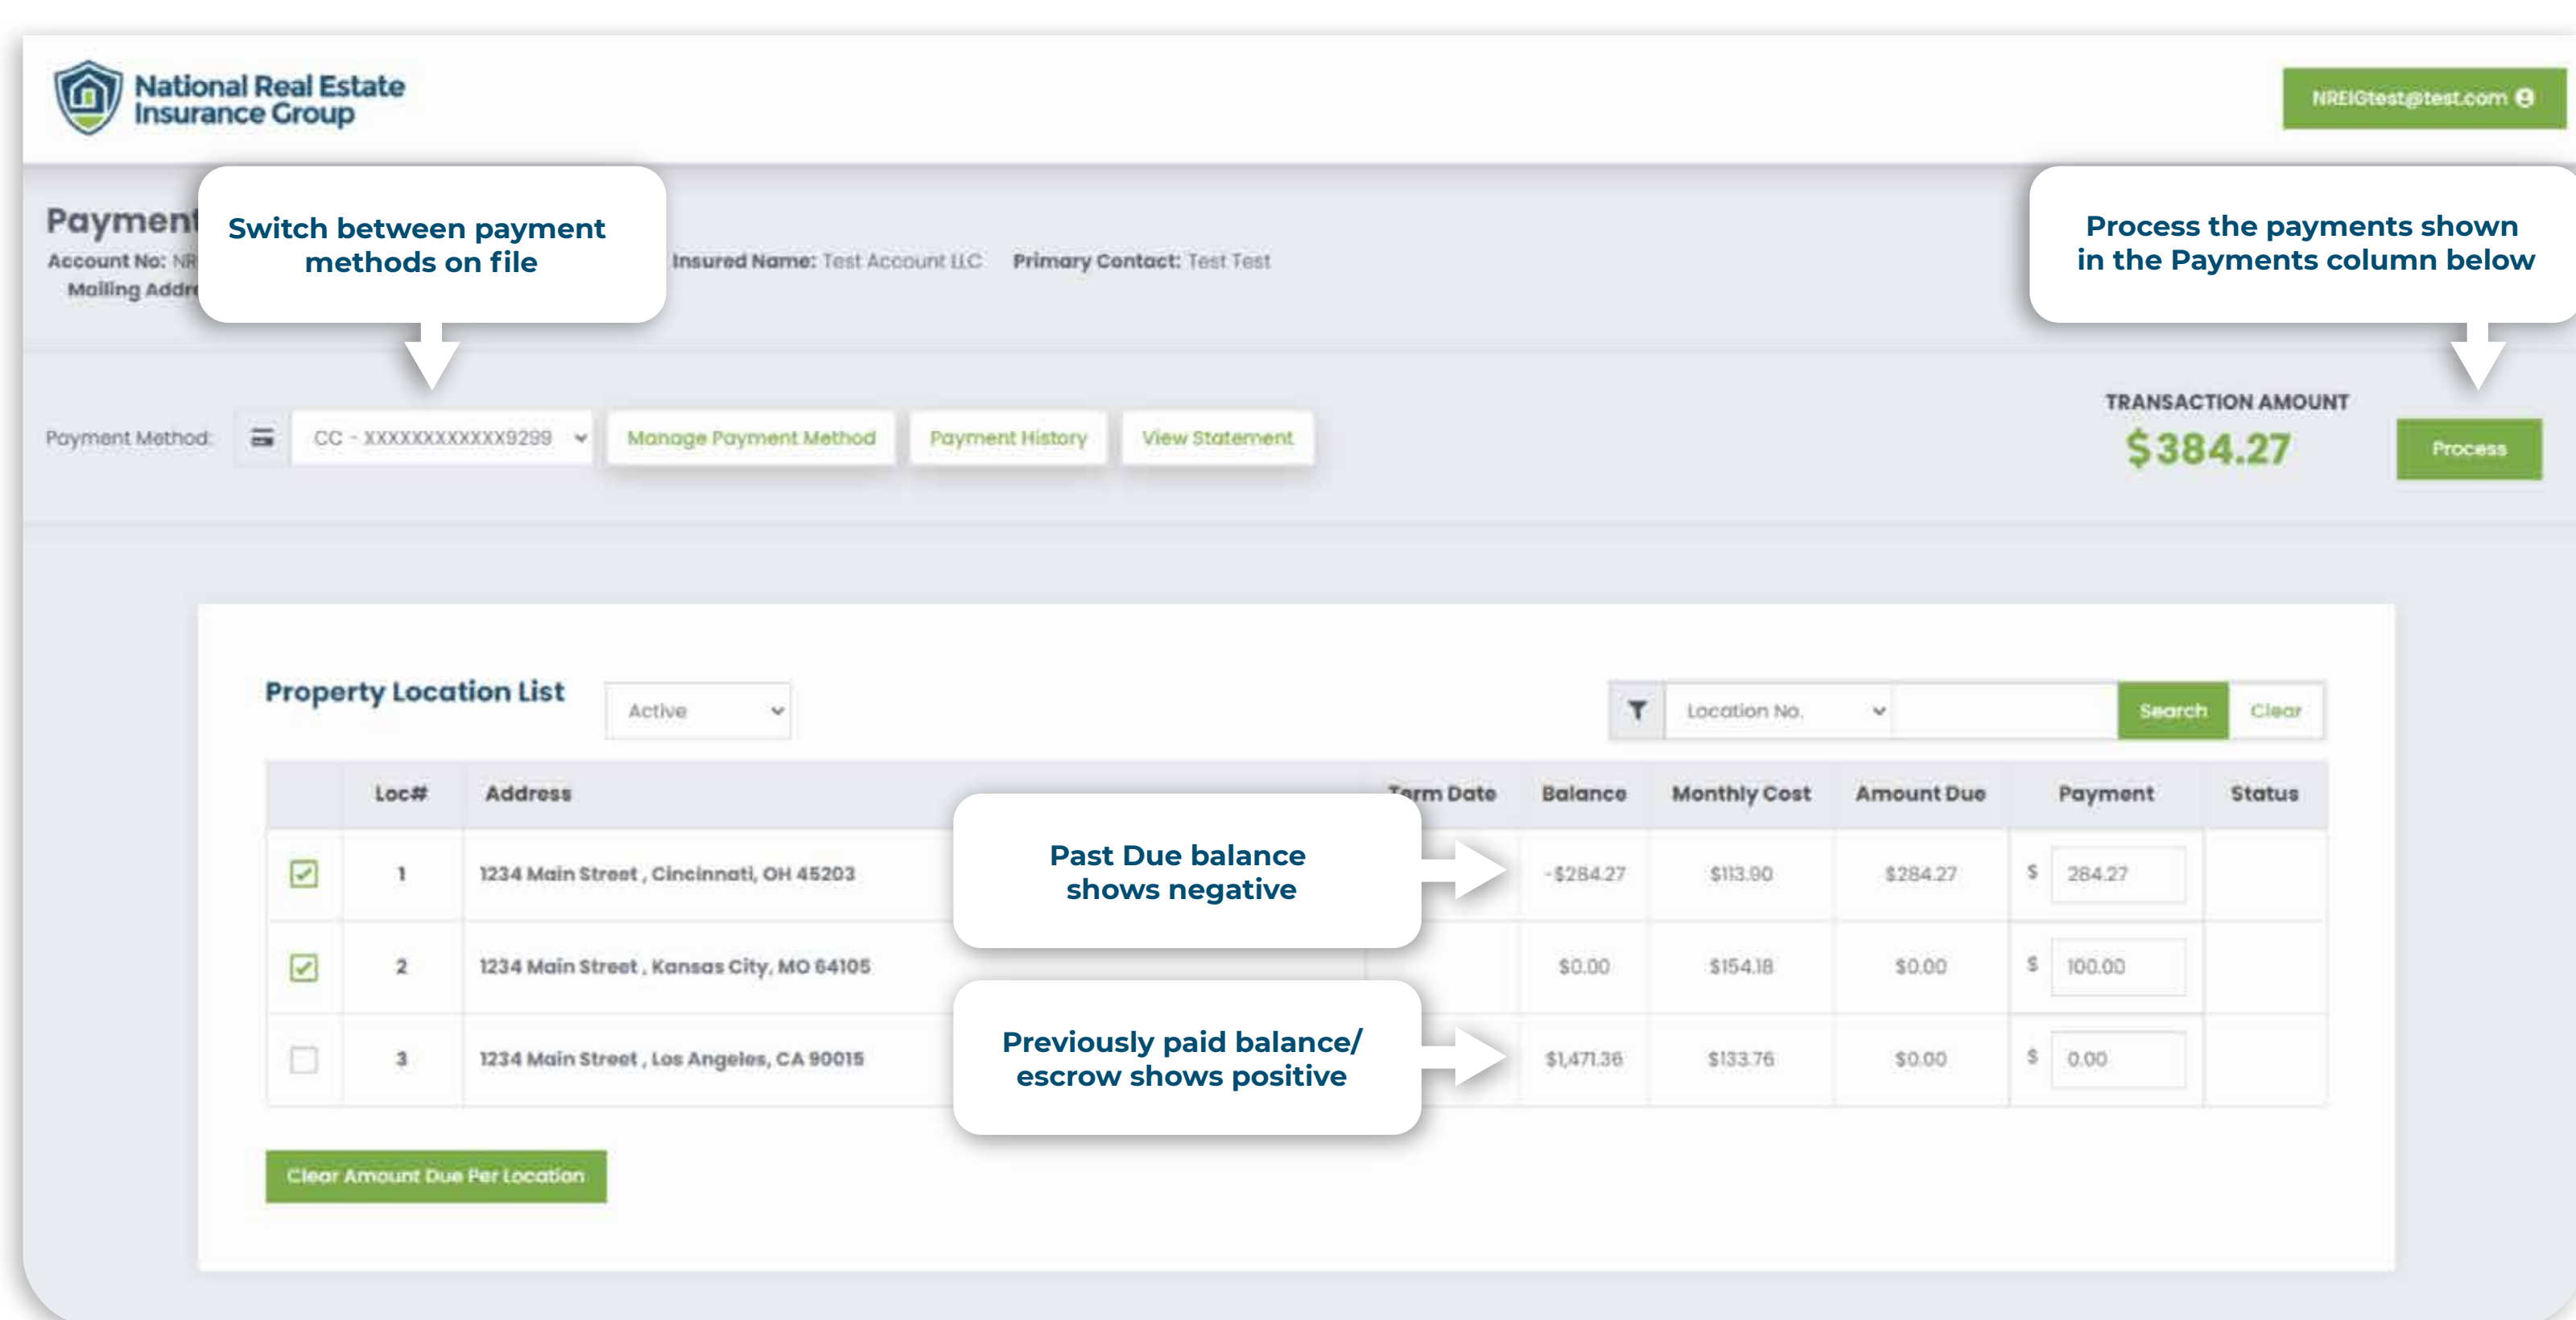 National Real Estate
Insurance Group
NREIGtest@test.com
Payment
Switch between payment
methods on file
Process the payments shown
in the Payments column below
Account No: NR Insured Name: Test Account LLC Primary Contact: Test Test
Mailing Addre
TRANSACTION AMOUNT
Payment Method: CC - XXXXXXXXXXXX9299 Manage Payment Method Payment History View Statement $384.27 Process
Property Location List Active Location No. Search Clear
Loc# Address Term Date Balance Monthly Cost Amount Due Payment Status
Past Due balance
shows negative
1 1234 Main Street , Cincinnati, OH 45203 -$284.27 $113.90 $284.27 $ 284.27
2 1234 Main Street , Kansas City, MO 64105 $0.00 $154.18 $0.00 $ 100.00
Previously paid balance/
escrow shows positive
3 1234 Main Street , Los Angeles, CA 90015 $1,471.36 $133.76 $0.00 $ 0.00
Clear Amount Due Per Location